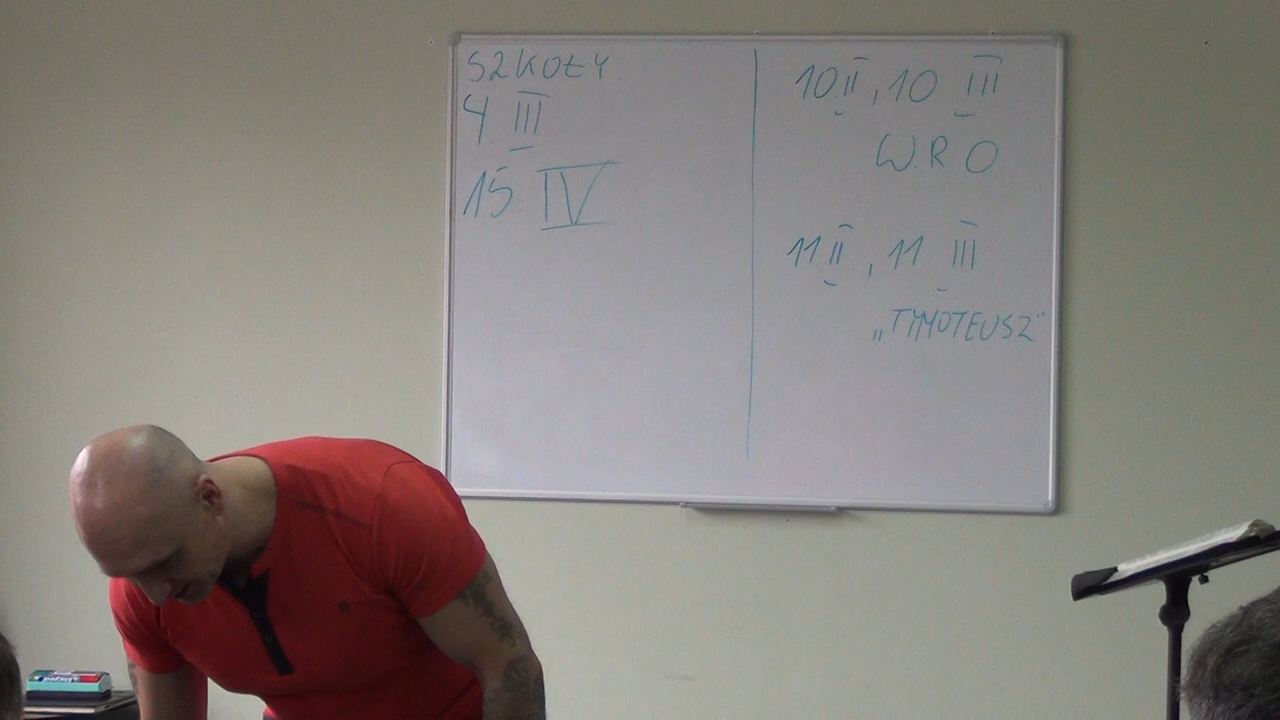 SZKOŁY
4. III
15. IV
10.II, 10 III
W.R.O
11.II, 11 III
„TYMOTEUSZ"